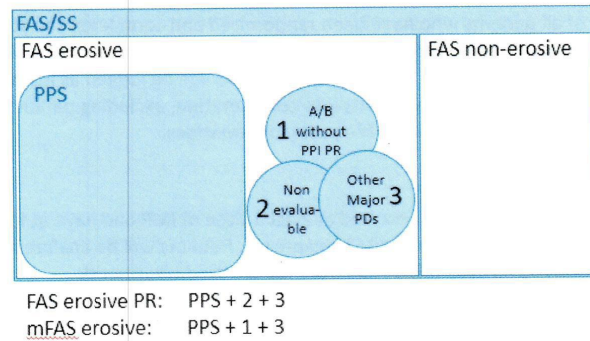 FAS/SS
FAS erosive
FAS non-erosive
PPS
A/B
1 without
PPI PR
Non
2 evalua-
ble
Other
Major 3
PDs
FAS erosive PR: PPS + 2 + 3
mFAS erosive: PPS + 1 + 3